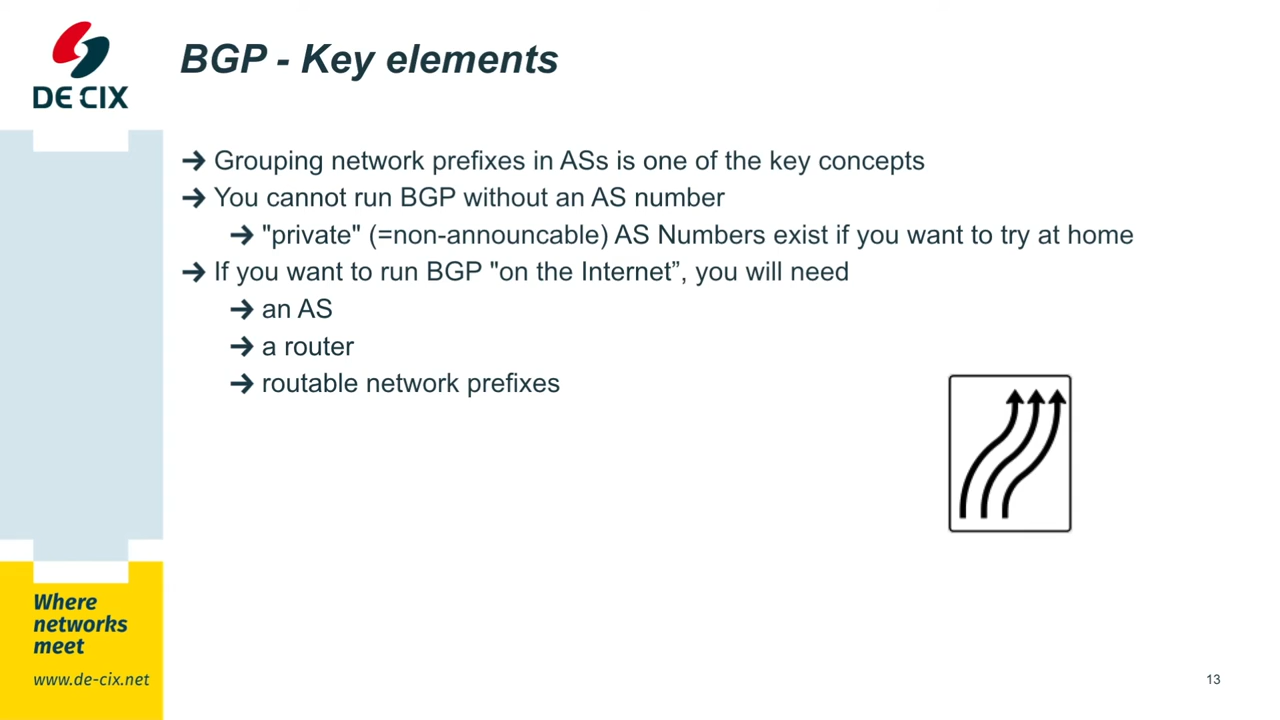 DE CIX
BGP - Key elements
→ Grouping network prefixes in ASs is one of the key concepts
→ You cannot run BGP without an AS number
→ "private" (=non-announcable) AS Numbers exist if you want to try at home
→ If you want to run BGP "on the Internet”, you will need
→ an AS
→ a router
→ routable network prefixes
Where
networks
meet
www.de-cix.net
13